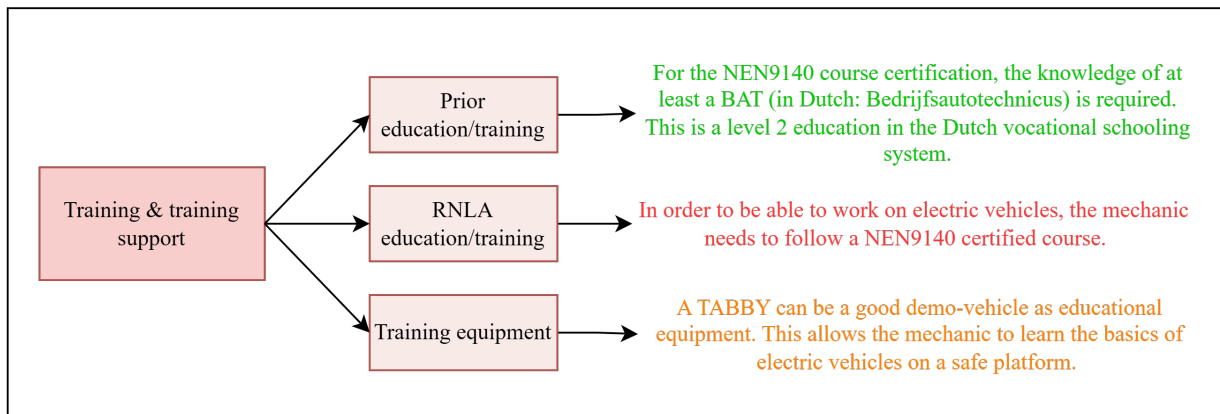 Training & training
support
Prior
education/training
For the NEN9140 course certification, the knowledge of at
least a BAT (in Dutch: Bedrijfsautotechnicus) is required.
This is a level 2 education in the Dutch vocational schooling
system.
RNLA
education/training
In order to be able to work on electric vehicles, the mechanic
needs to follow a NEN9140 certified course.
Training equipment
A TABBY can be a good demo-vehicle as educational
equipment. This allows the mechanic to learn the basics of
electric vehicles on a safe platform.